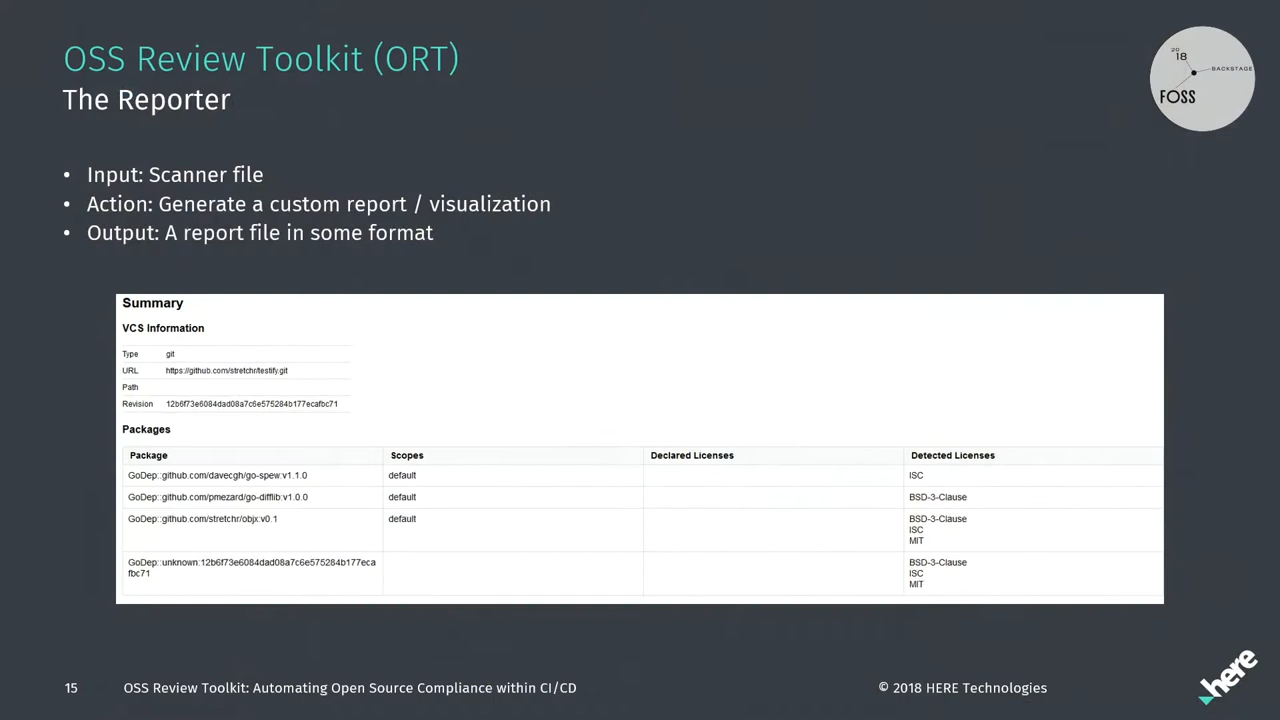 OSS Review Toolkit (ORT)
The Reporter
20
18
BACKSTAGE
FOSS
• Input: Scanner file
• Action: Generate a custom report / visualization
• Output: A report file in some format
Summary
VCS Information
Type git
URL https://github.com/stretchr/testify.git
Path
Revision 12b6f73e6084dad08a7c6e575284b177ecafbc71
Packages
Package Scopes Declared Licenses Detected Licenses
GoDep::github.com/davecgh/go-spew:v1.1.0 default ISC
GoDep::github.com/pmezard/go-difflib:v1.0.0 default BSD-3-Clause
GoDep::github.com/stretchr/objx:v0.1 default BSD-3-Clause
ISC
MIT
GoDep::unknown:12b6f73e6084dad08a7c6e575284b177eca BSD-3-Clause
fbc71 ISC
MIT
15 OSS Review Toolkit: Automating Open Source Compliance within CI/CD © 2018 HERE Technologies
here